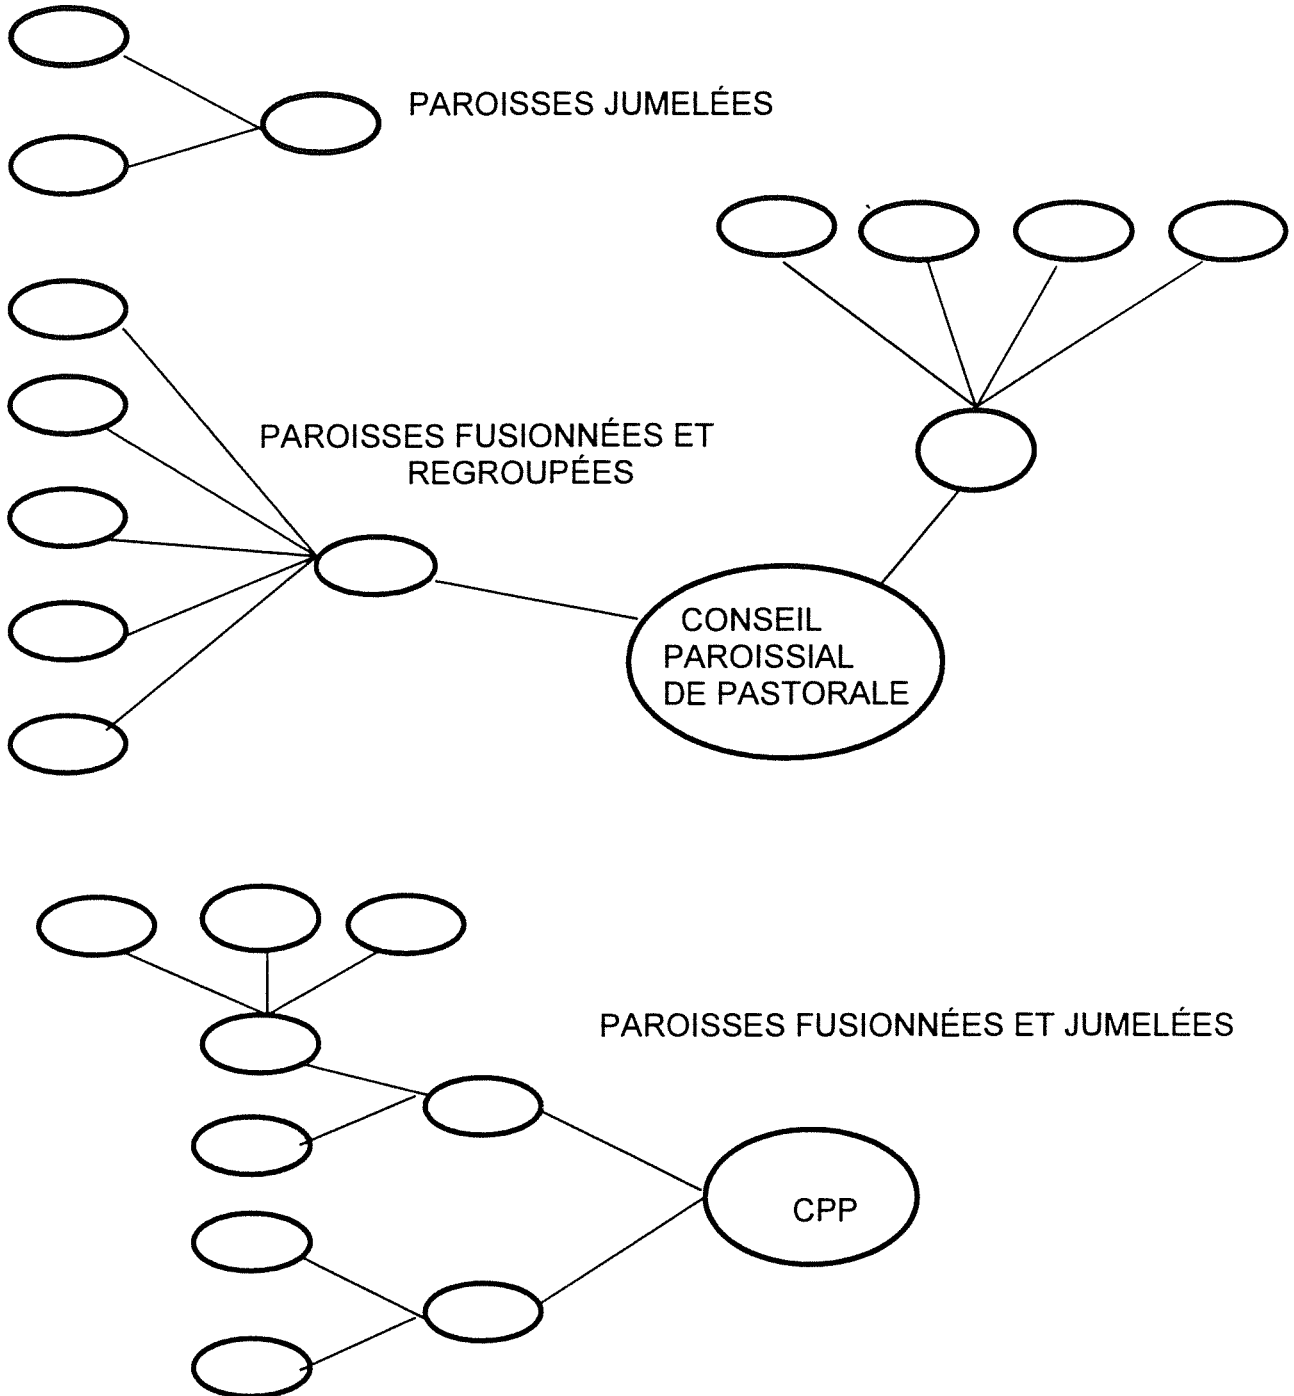 PAROISSES JUMELÉES
PAROISSES FUSIONNÉES ET
REGROUPÉES
CONSEIL
PAROISSIAL
DE PASTORALE
PAROISSES FUSIONNÉES ET JUMELÉES
CPP